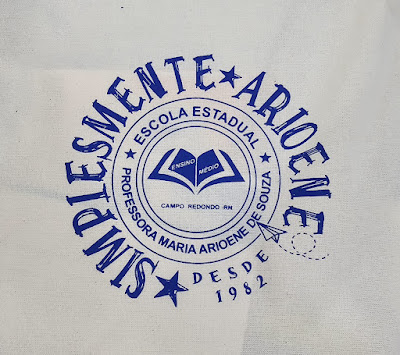 SIMPLESMENTE ★ ARIOENE
★ DESDE 1982
★ ESCOLA ESTADUAL ★
PROFESSORA MARIA ARIOENE DE SOUZA
ENSINO MÉDIO
CAMPO REDONDO -RN